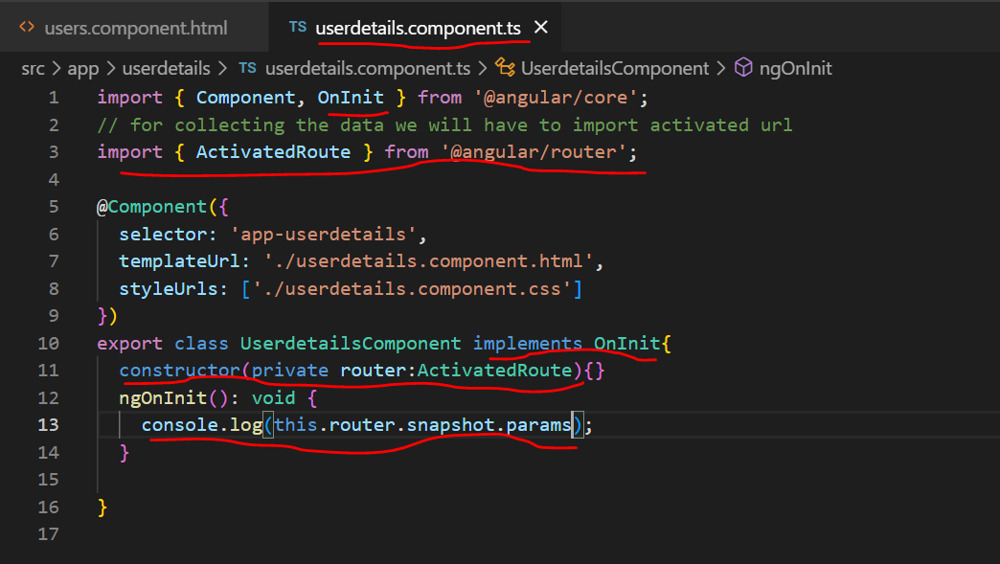 users.component.html
TS userdetails.component.ts
src > app > userdetails > TS userdetails.component.ts > UserdetailsComponent > ngOnInit
1 import { Component, OnInit } from '@angular/core';
2 // for collecting the data we will have to import activated url
3 import { ActivatedRoute } from '@angular/router';
4
5 @Component({
6 selector: 'app-userdetails',
7 templateUrl: './userdetails.component.html',
8 styleUrls: ['./userdetails.component.css']
9 })
10 export class UserdetailsComponent implements OnInit{
11 constructor(private router:ActivatedRoute){}
12 ngOnInit(): void {
13 console.log(this.router.snapshot.params);
14 }
15
16 }
17